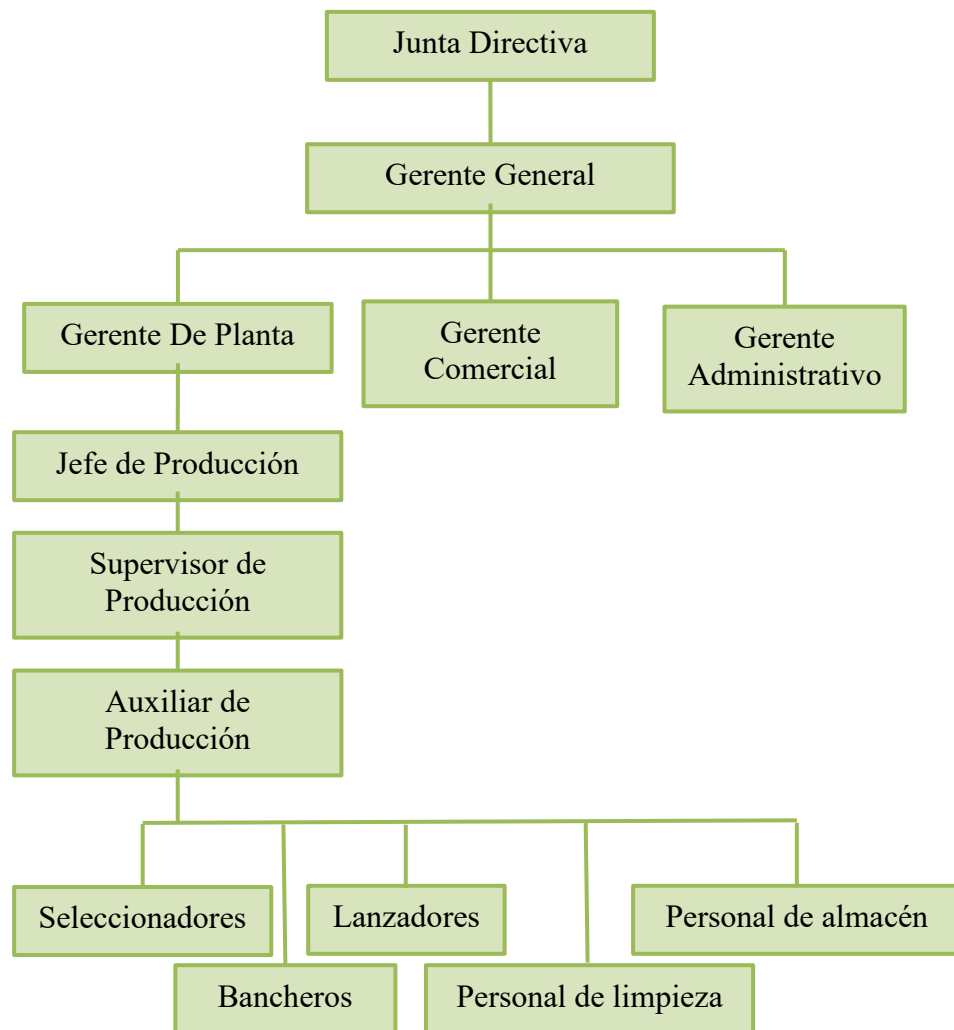 Junta Directiva
Gerente General
Gerente De Planta
Gerente
Comercial
Gerente
Administrativo
Jefe de Producción
Supervisor de
Producción
Auxiliar de
Producción
Seleccionadores
Lanzadores
Personal de almacén
Bancheros
Personal de limpieza